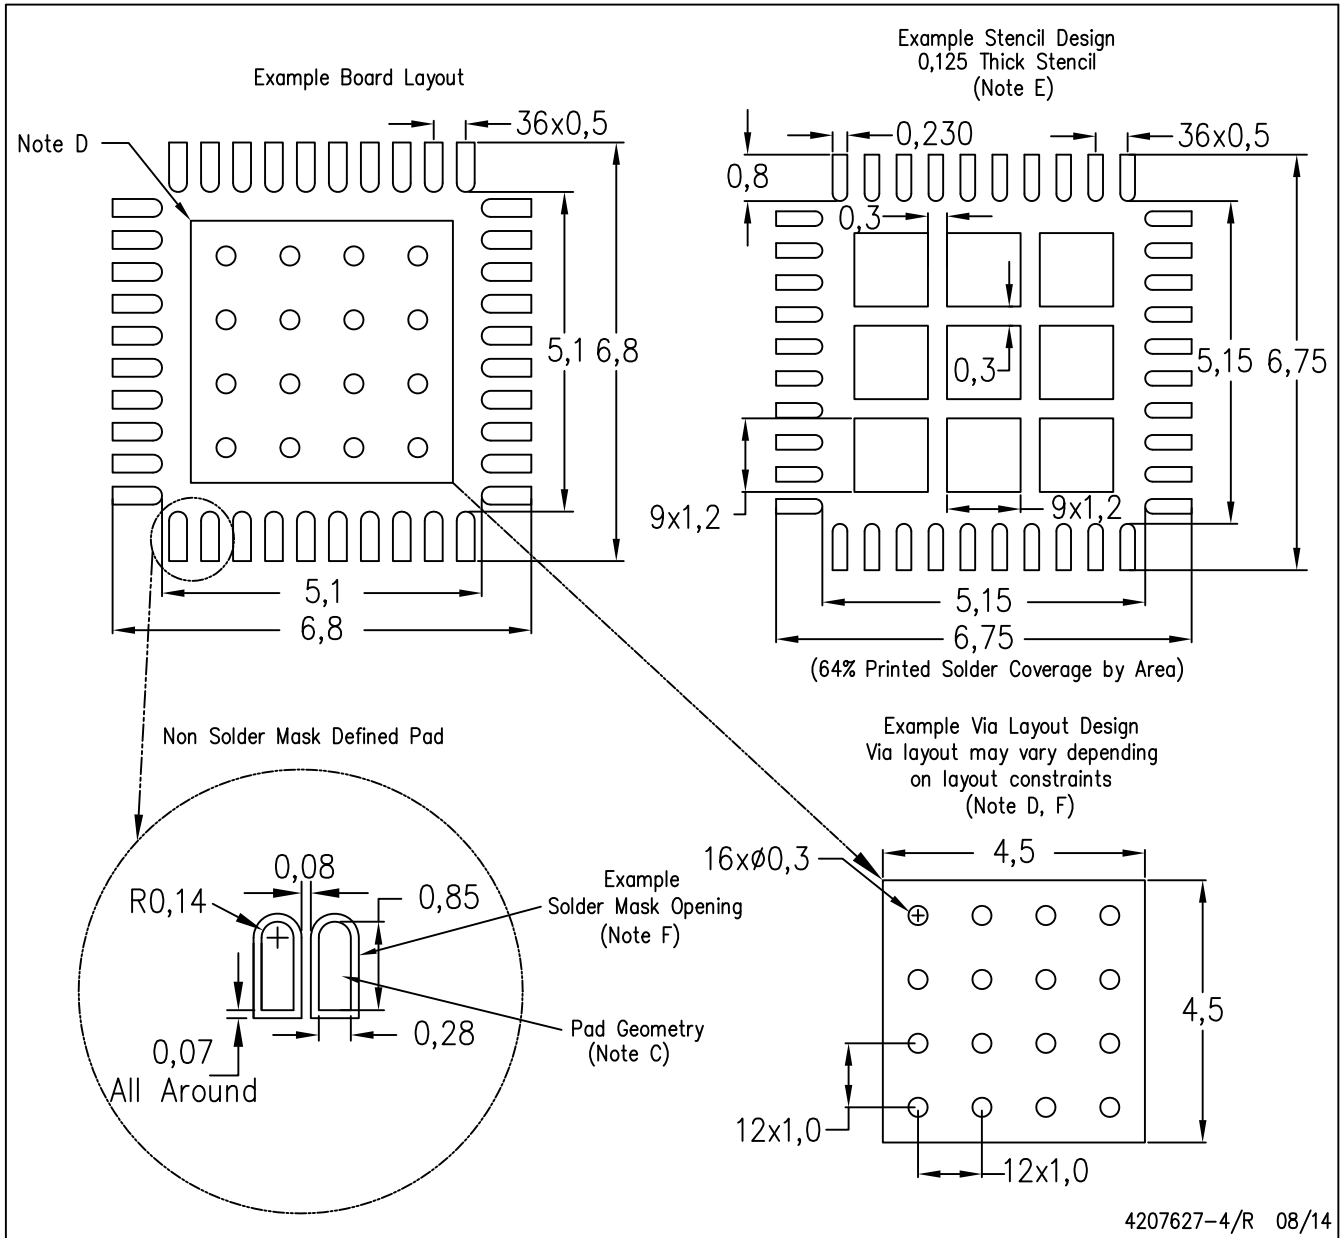 Example Board Layout
Note D
36x0,5
5,1
6,8
5,1
6,8
Example Stencil Design
0,125 Thick Stencil
(Note E)
0,230
36x0,5
0,8
0,3
0,3
5,15
6,75
9x1,2
9x1,2
5,15
6,75
(64% Printed Solder Coverage by Area)
Non Solder Mask Defined Pad
0,08
R0,14
0,85
Example
Solder Mask Opening
(Note F)
0,28
Pad Geometry
(Note C)
0,07
All Around
Example Via Layout Design
Via layout may vary depending
on layout constraints
(Note D, F)
16xø0,3
4,5
4,5
12x1,0
12x1,0
4207627-4/R 08/14